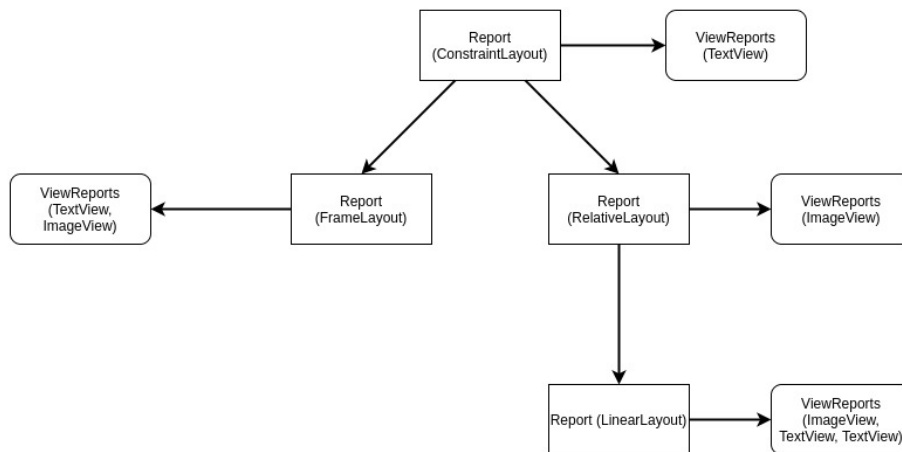 Report
(ConstraintLayout)
ViewReports
(TextView)
ViewReports
(TextView,
ImageView)
Report
(FrameLayout)
Report
(RelativeLayout)
ViewReports
(ImageView)
Report (LinearLayout)
ViewReports
(ImageView,
TextView, TextView)